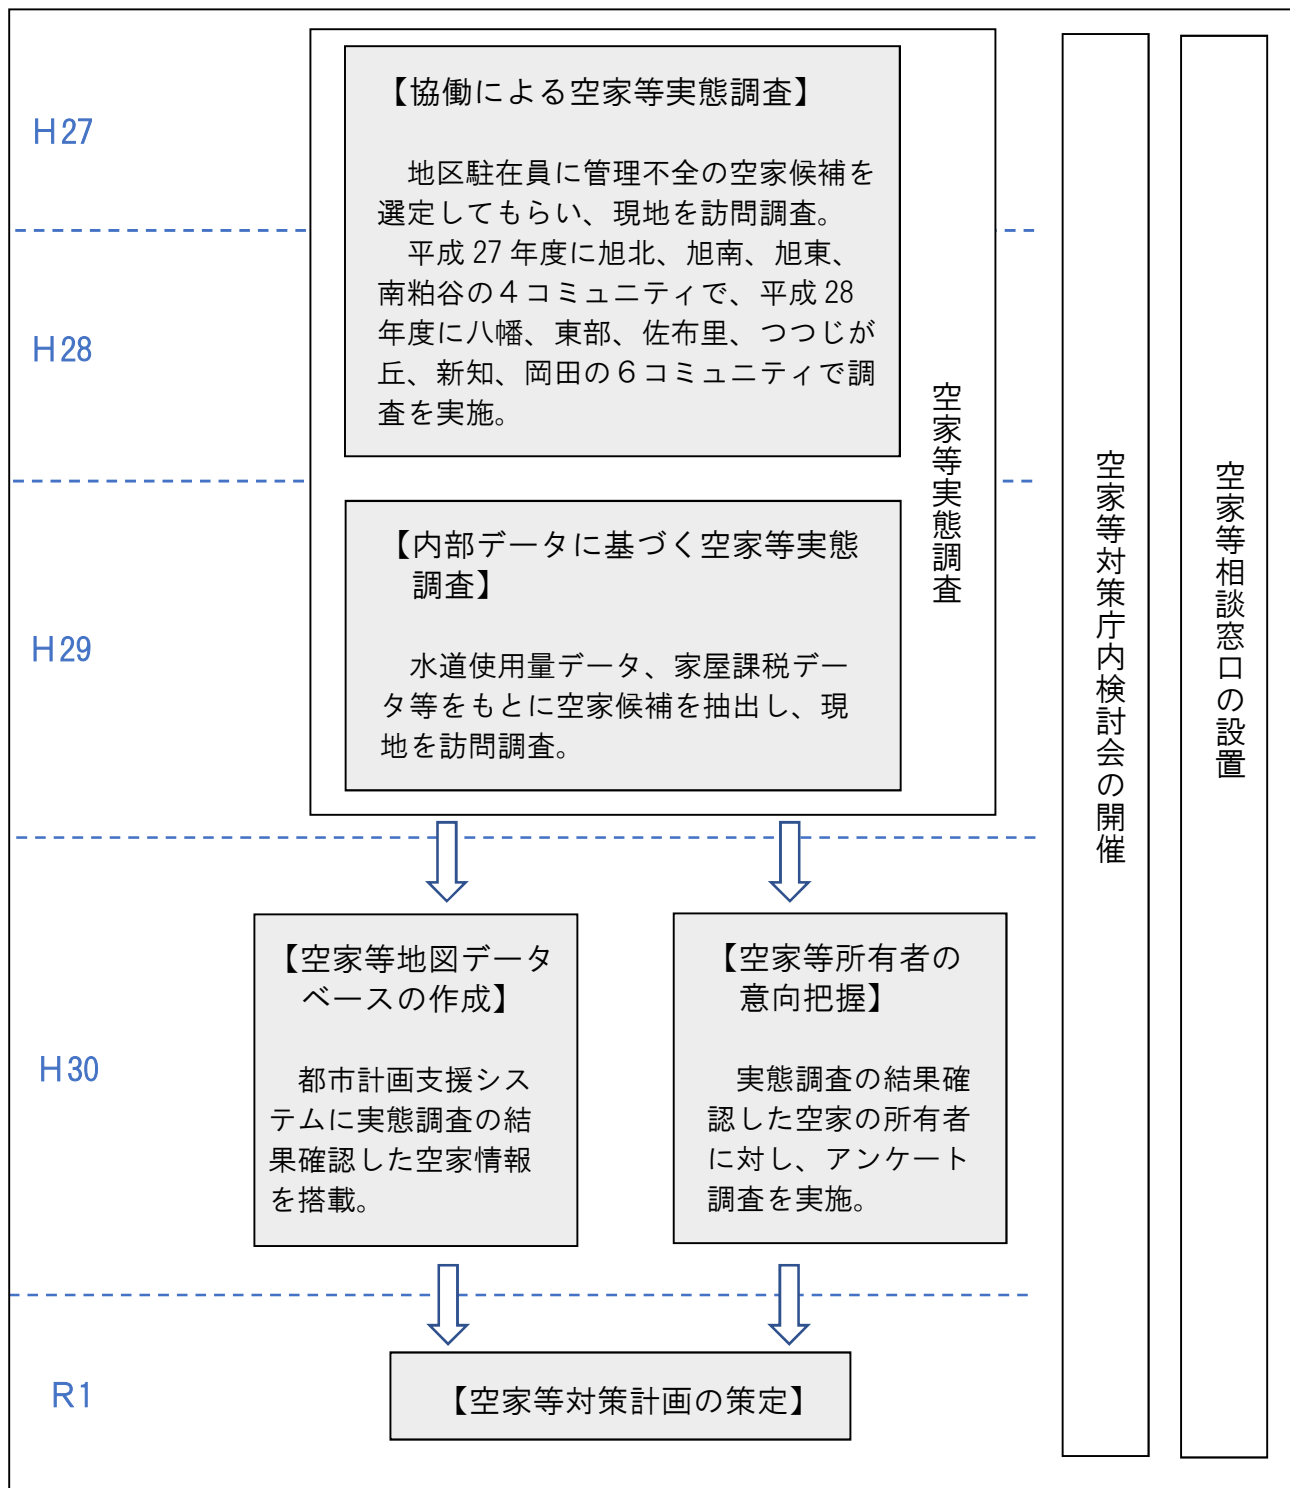 H27
【協働による空家等実態調査】
地区駐在員に管理不全の空家候補を
選定してもらい、現地を訪問調査。
平成 27 年度に旭北、旭南、旭東、
南粕谷の４コミュニティで、平成 28
年度に八幡、東部、佐布里、つつじが
丘、新知、岡田の６コミュニティで調
査を実施。
H28
【内部データに基づく空家等実態
調査】
水道使用量データ、家屋課税デー
タ等をもとに空家候補を抽出し、現
地を訪問調査。
H29
空家等実態調査
空家等対策庁内検討会の開催
空家等相談窓口の設置
H30
【空家等地図データ
ベースの作成】
都市計画支援シス
テムに実態調査の結
果確認した空家情報
を搭載。
【空家等所有者の
意向把握】
実態調査の結果確
認した空家の所有者
に対し、アンケート
調査を実施。
R1
【空家等対策計画の策定】